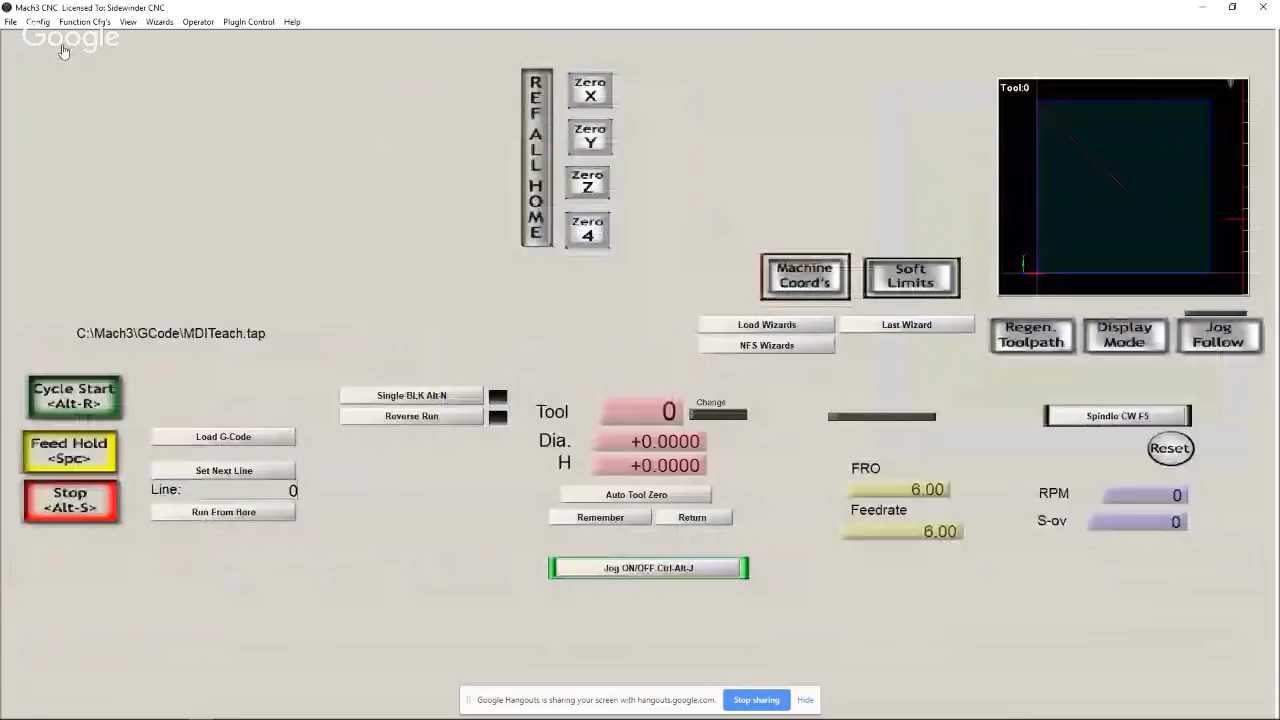 Mach3 CNC Licensed To: Sidewinder CNC
File Config Function Cfg's View Wizards Operator PlugIn Control Help
Google
REF ALL HOME
Zero X
Zero Y
Zero Z
Zero 4
Tool:0
Machine Coord's
Soft Limits
Load Wizards
Last Wizard
NFS Wizards
Regen. Toolpath
Display Mode
Jog Follow
C:\Mach3\GCode\MDITeach.tap
Cycle Start
<Alt-R>
Feed Hold
<Spc>
Stop
<Alt-S>
Load G-Code
Set Next Line
Line: 0
Run From Here
Single BLK Alt-N
Reverse Run
Tool 0
Change
Dia. +0.0000
H +0.0000
Auto Tool Zero
Remember
Return
Jog ON/OFF Ctrl-Alt-J
FRO
6.00
Feedrate
6.00
Spindle CW F5
Reset
RPM 0
S-ov 0
Google Hangouts is sharing your screen with hangouts.google.com.
Stop sharing
Hide